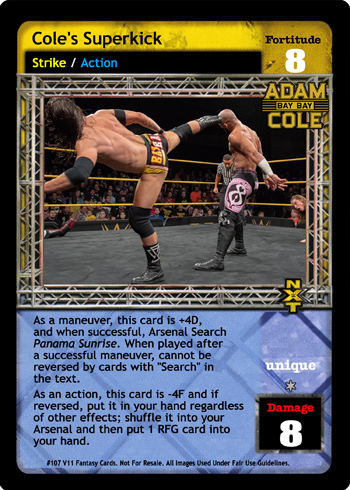 Cole's Superkick
Fortitude
8
Strike / Action
ADAM
BAY BAY
COLE
NXT
As a maneuver, this card is +4D,
and when successful, Arsenal Search
Panama Sunrise. When played after
a successful maneuver, cannot be
reversed by cards with "Search" in
the text.
As an action, this card is -4F and if
reversed, put it in your hand regardless
of other effects; shuffle it into your
Arsenal and then put 1 RFG card into
your hand.
unique
Damage
8
#107 V11 Fantasy Cards. Not For Resale. All Images Used Under Fair Use Guidelines.